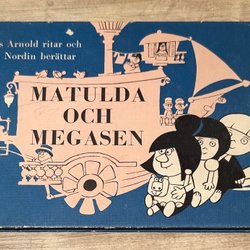 s Arnold ritar och
Nordin berättar
MATULDA
OCH
MEGASEN